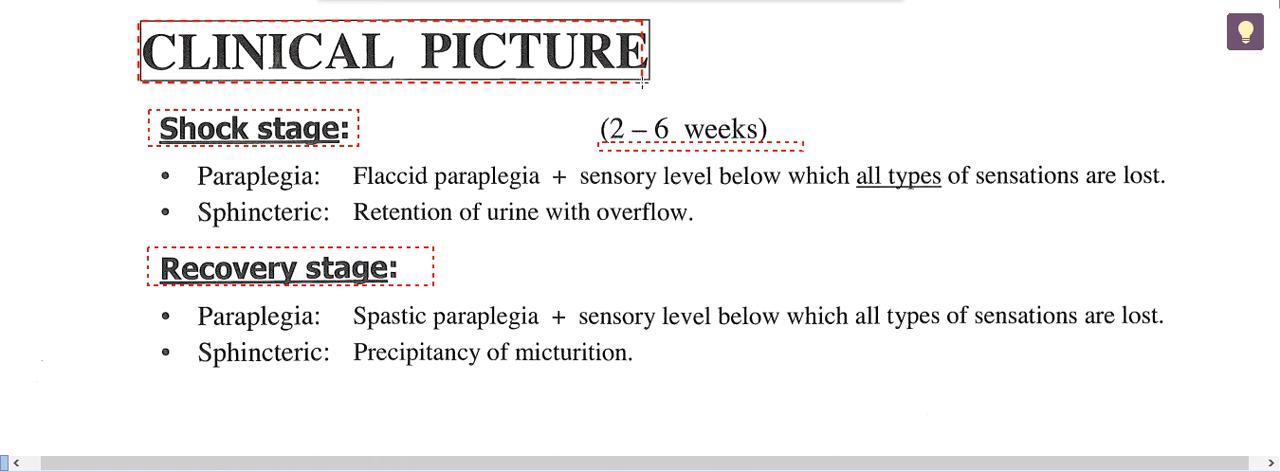 CLINICAL PICTURE
Shock stage: (2 – 6 weeks)
• Paraplegia: Flaccid paraplegia + sensory level below which all types of sensations are lost.
• Sphincteric: Retention of urine with overflow.
Recovery stage:
• Paraplegia: Spastic paraplegia + sensory level below which all types of sensations are lost.
• Sphincteric: Precipitancy of micturition.